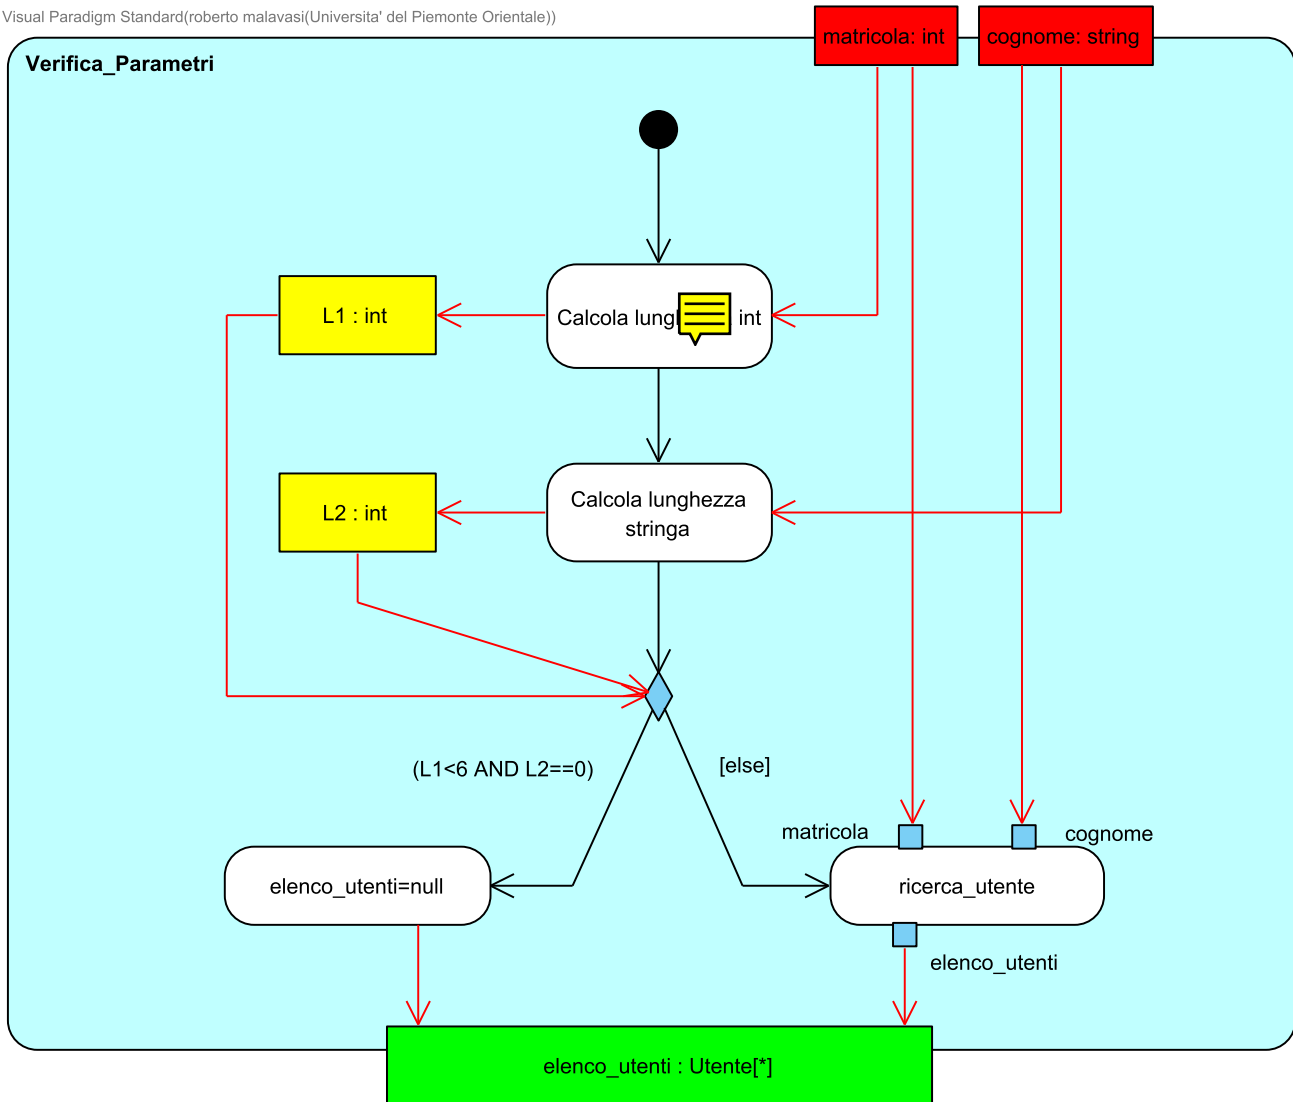 Visual Paradigm Standard(roberto malavasi(Universita' del Piemonte Orientale))
matricola: int
cognome: string
Verifica_Parametri
L1 : int
Calcola int
L2 : int
Calcola lunghezza
stringa
(L1<6 AND L2==0)
[else]
matricola
cognome
elenco_utenti=null
ricerca_utente
elenco_utenti
elenco_utenti : Utente[*]